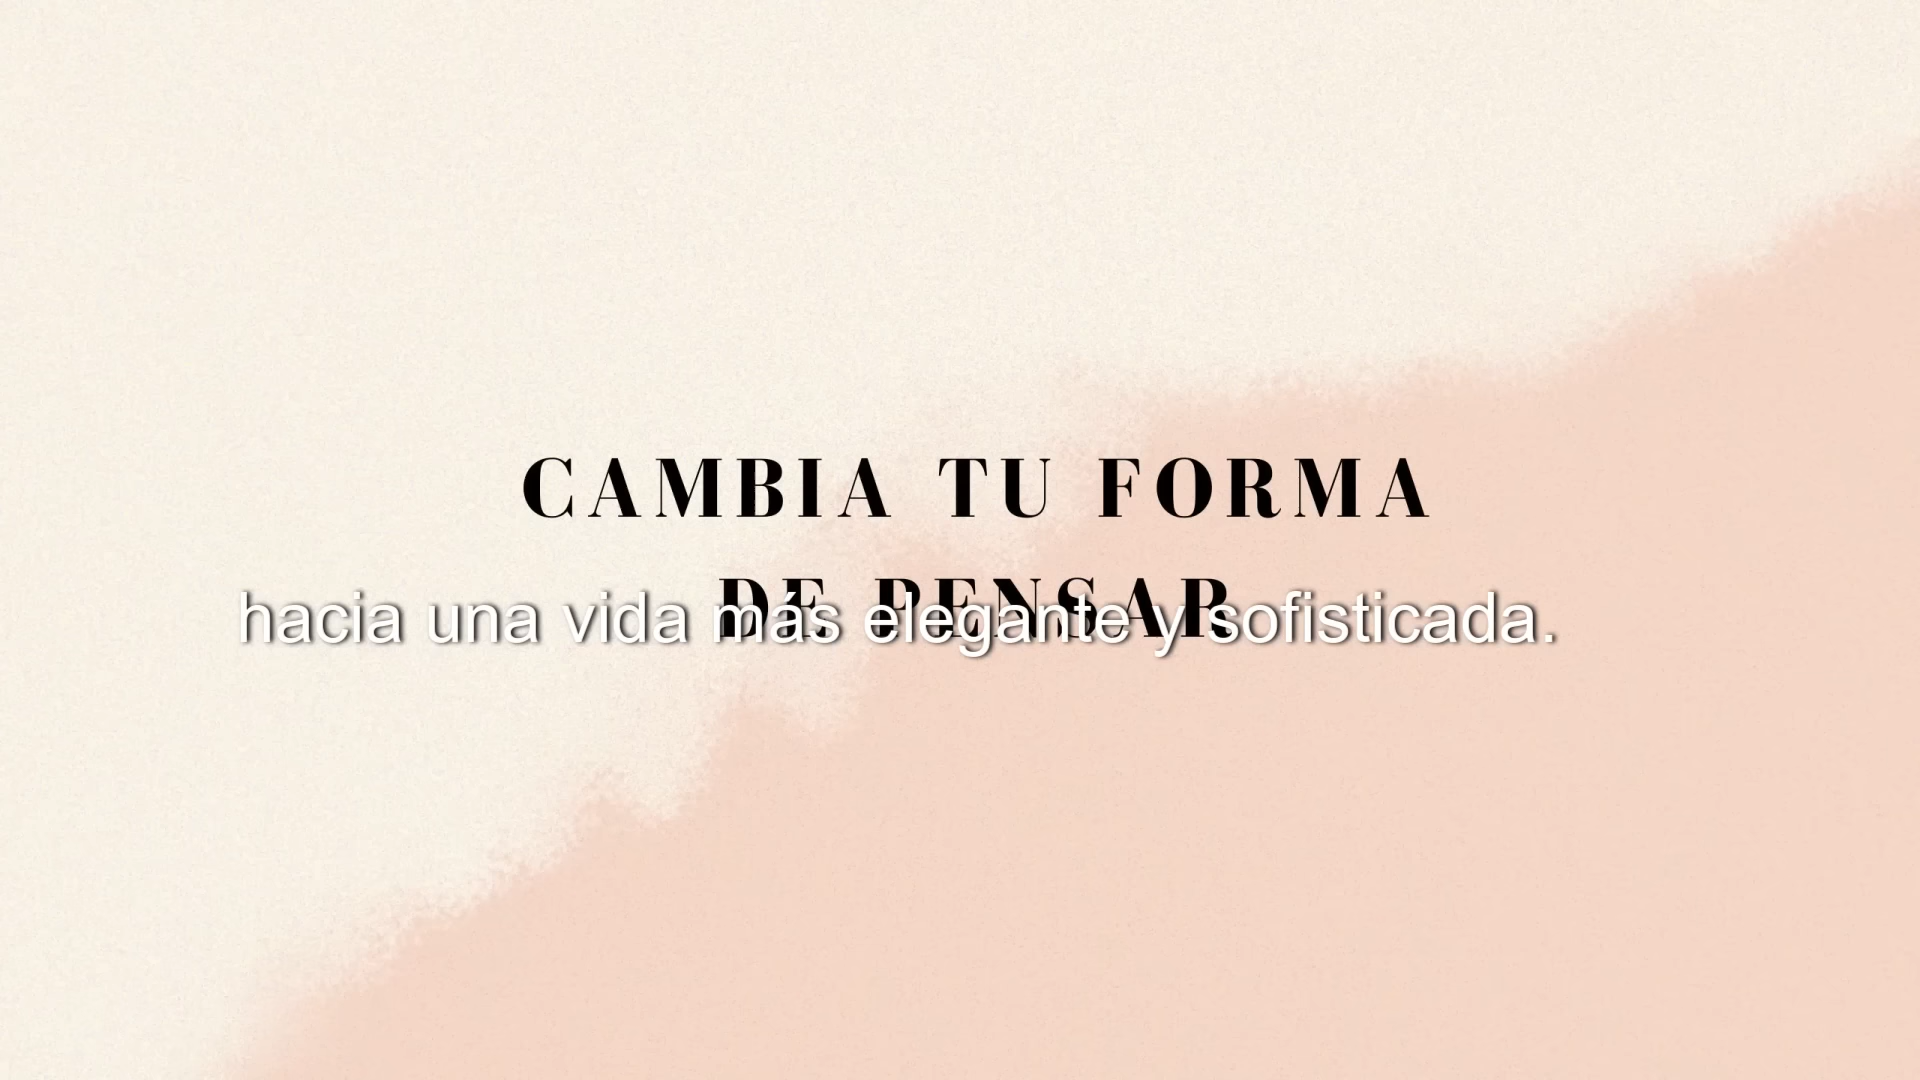 CAMBIA TU FORMA
DE PENSAR
hacia una vida más elegante y sofisticada.